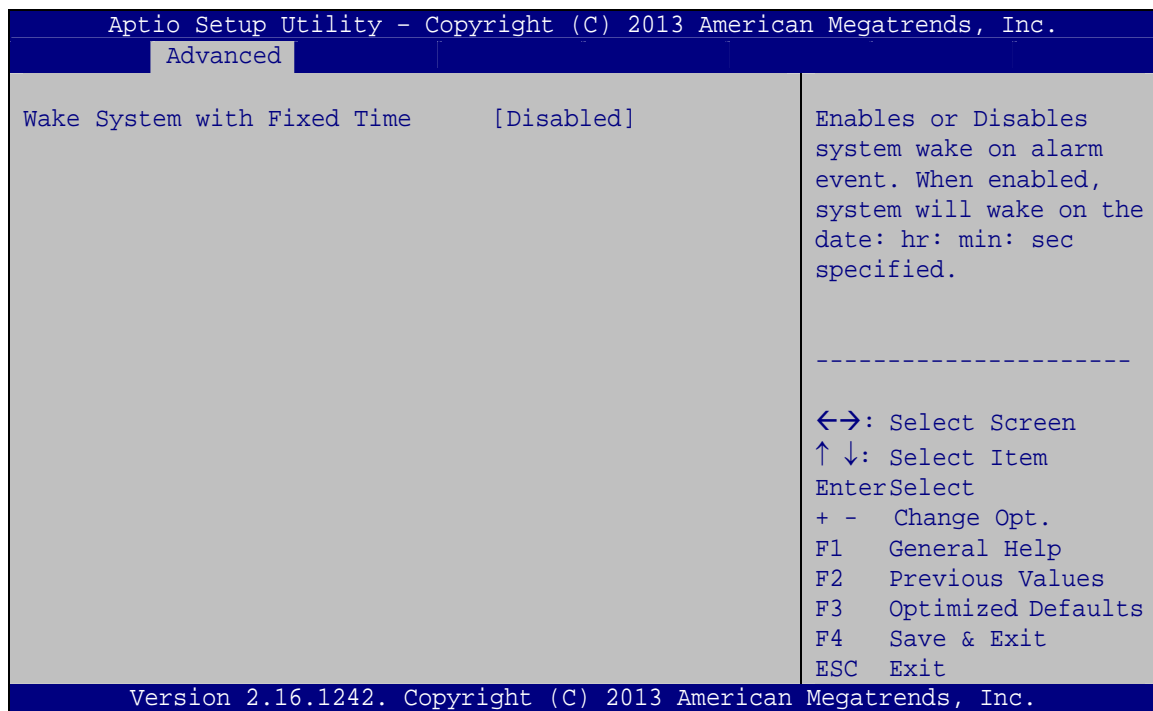 Aptio Setup Utility – Copyright (C) 2013 American Megatrends, Inc.
Advanced
Wake System with Fixed Time [Disabled]
Enables or Disables
system wake on alarm
event. When enabled,
system will wake on the
date: hr: min: sec
specified.
----------------------
←→: Select Screen
↑ ↓: Select Item
EnterSelect
+ - Change Opt.
F1 General Help
F2 Previous Values
F3 Optimized Defaults
F4 Save & Exit
ESC Exit
Version 2.16.1242. Copyright (C) 2013 American Megatrends, Inc.